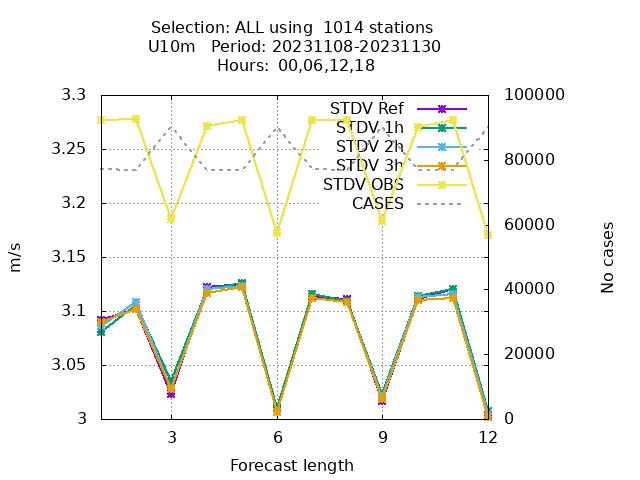 Selection: ALL using  1014 stations
U10m   Period: 20231108-20231130
Hours:  00,06,12,18
3.3
3.25
3.2
3.15
3.1
3.05
3
m/s
100000
80000
60000
40000
20000
0
No cases
STDV Ref
STDV 1h
STDV 2h
STDV 3h
STDV OBS
CASES
3
6
9
12
Forecast length